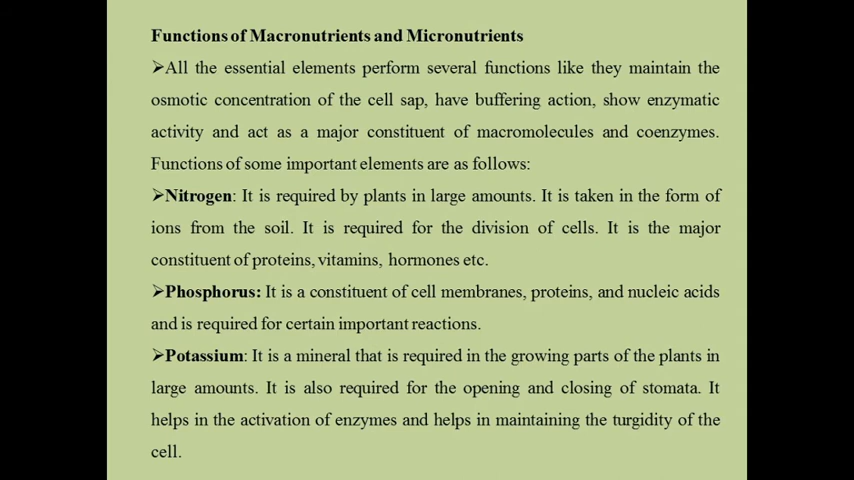 Functions of Macronutrients and Micronutrients
➢All the essential elements perform several functions like they maintain the
osmotic concentration of the cell sap, have buffering action, show enzymatic
activity and act as a major constituent of macromolecules and coenzymes.
Functions of some important elements are as follows:
➢Nitrogen: It is required by plants in large amounts. It is taken in the form of
ions from the soil. It is required for the division of cells. It is the major
constituent of proteins, vitamins, hormones etc.
➢Phosphorus: It is a constituent of cell membranes, proteins, and nucleic acids
and is required for certain important reactions.
➢Potassium: It is a mineral that is required in the growing parts of the plants in
large amounts. It is also required for the opening and closing of stomata. It
helps in the activation of enzymes and helps in maintaining the turgidity of the
cell.